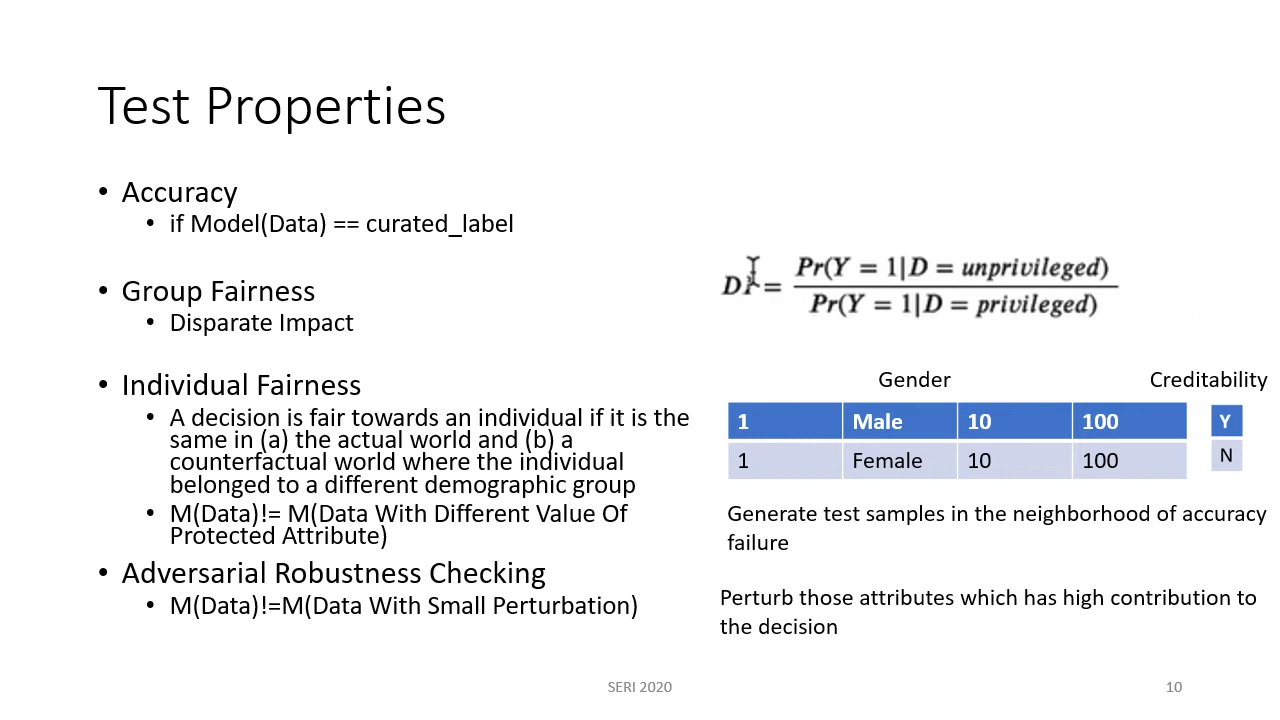 Test Properties
• Accuracy
• if Model(Data) == curated_label
• Group Fairness
• Disparate Impact
• Individual Fairness
• A decision is fair towards an individual if it is the
same in (a) the actual world and (b) a
counterfactual world where the individual
belonged to a different demographic group
• M(Data)!= M(Data With Different Value Of
Protected Attribute)
• Adversarial Robustness Checking
• M(Data)!=M(Data With Small Perturbation)
DI = Pr(Y = 1|D = unprivileged)
Pr(Y = 1|D = privileged)
Gender Creditability
1 Male 10 100 Y
1 Female 10 100 N
Generate test samples in the neighborhood of accuracy
failure
Perturb those attributes which has high contribution to
the decision
SERI 2020
10